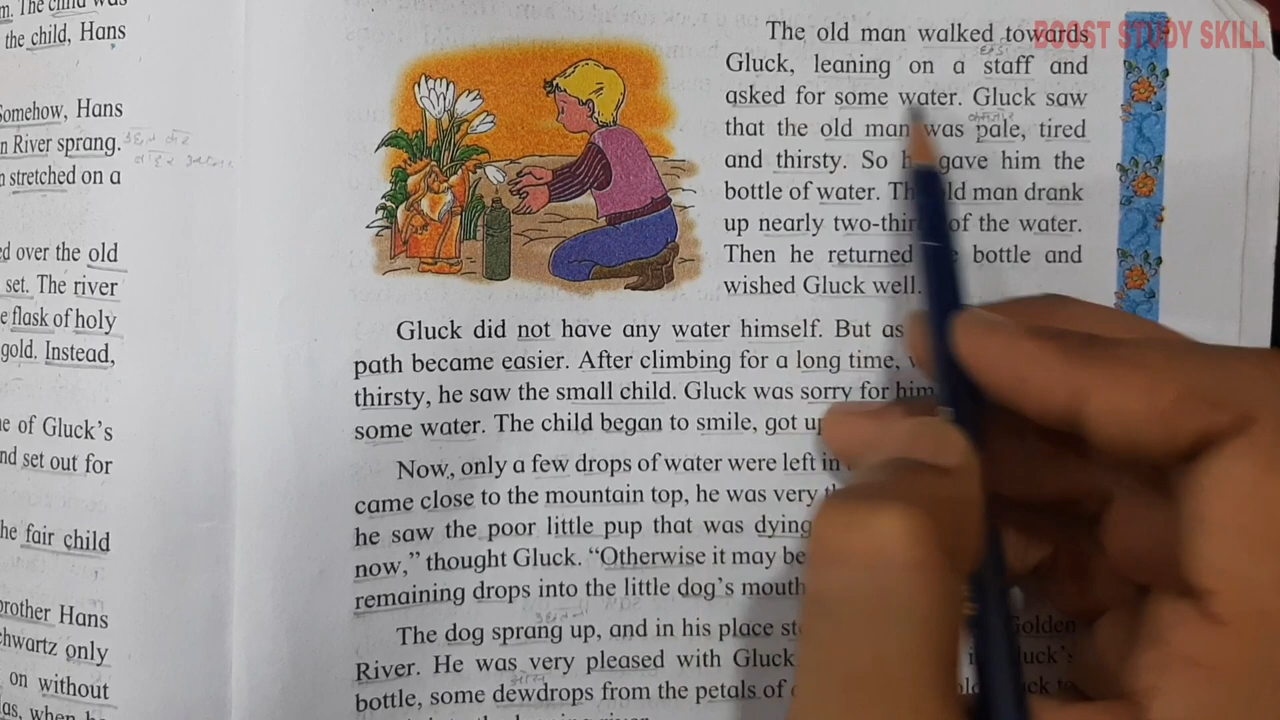 m. The child was
the child, Hans
Somehow, Hans
n River sprang.
n stretched on a
ed over the old
set. The river
e flask of holy
gold. Instead,
ne of Gluck's
nd set out for
he fair child
brother Hans
chwartz only
on without
las, when he
BOOST STUDY SKILL
The old man walked towards
Gluck, leaning on a staff and
asked for some water. Gluck saw
that the old man was pale, tired
and thirsty. So he gave him the
bottle of water. The old man drank
up nearly two-third of the water.
Then he returned bottle and
wished Gluck well.
Gluck did not have any water himself. But as
path became easier. After climbing for a long time,
thirsty, he saw the small child. Gluck was sorry for him
some water. The child began to smile, got up
Now, only a few drops of water were left in
came close to the mountain top, he was very
he saw the poor little pup that was dying
now," thought Gluck. "Otherwise it may be
remaining drops into the little dog's mouth
The dog sprang up, and in his place Golden
River. He was very pleased with Gluck
bottle, some dewdrops from the petals of